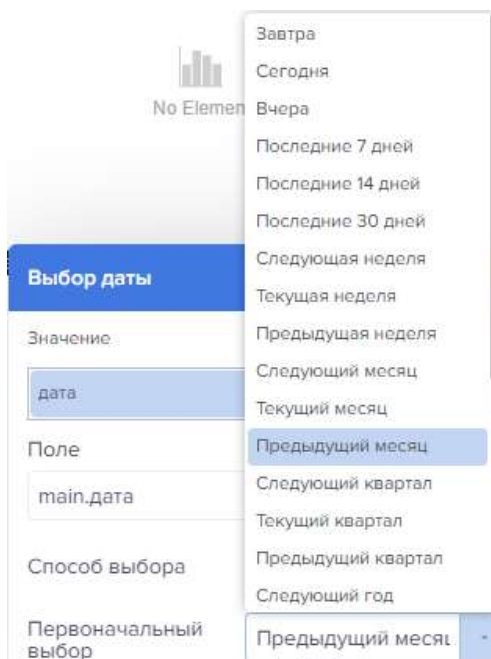 No Elemen
Завтра
Сегодня
Вчера
Последние 7 дней
Последние 14 дней
Последние 30 дней
Следующая неделя
Текущая неделя
Предыдущая неделя
Следующий месяц
Текущий месяц
Предыдущий месяц
Следующий квартал
Текущий квартал
Предыдущий квартал
Следующий год
Выбор даты
Значение
дата
Поле
main.дата
Способ выбора
Первоначальный
выбор
Предыдущий месяц